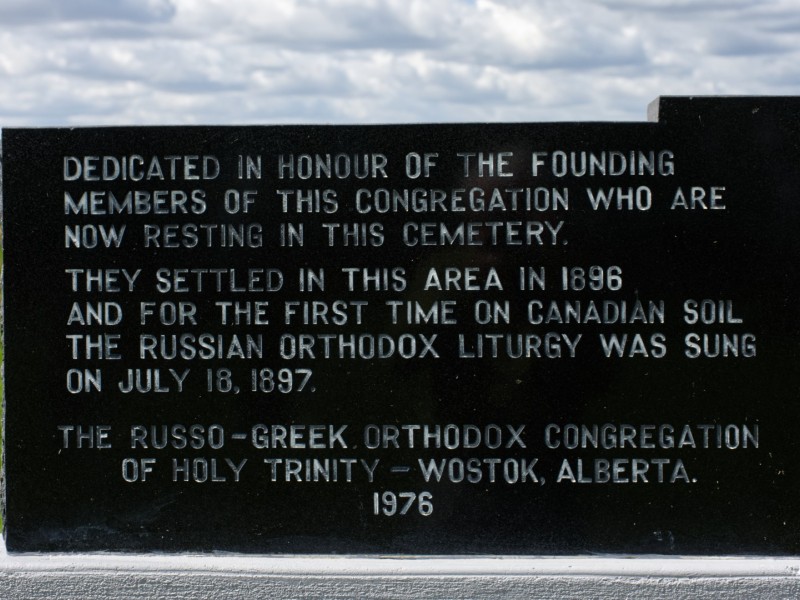 DEDICATED IN HONOUR OF THE FOUNDING
MEMBERS OF THIS CONGREGATION WHO ARE
NOW RESTING IN THIS CEMETERY.
THEY SETTLED IN THIS AREA IN 1896
AND FOR THE FIRST TIME ON CANADIAN SOIL
THE RUSSIAN ORTHODOX LITURGY WAS SUNG
ON JULY 18, 1897.
THE RUSSO-GREEK ORTHODOX CONGREGATION
OF HOLY TRINITY - WOSTOK, ALBERTA.
1976